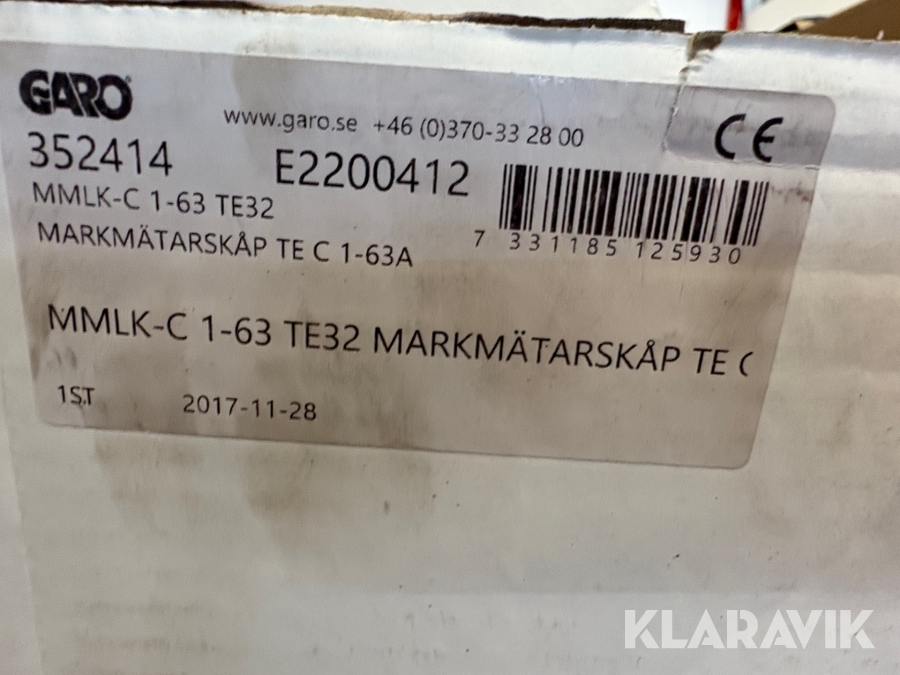 GARO
www.garo.se +46 (0)370-33 28 00
CE
352414 E2200412
MMLK-C 1-63 TE32
MARKMÄTARSKÅP TE C 1-63A
7 331185 125930
MMLK-C 1-63 TE32 MARKMÄTARSKÅP TE C
1ST 2017-11-28
KLARAVIK